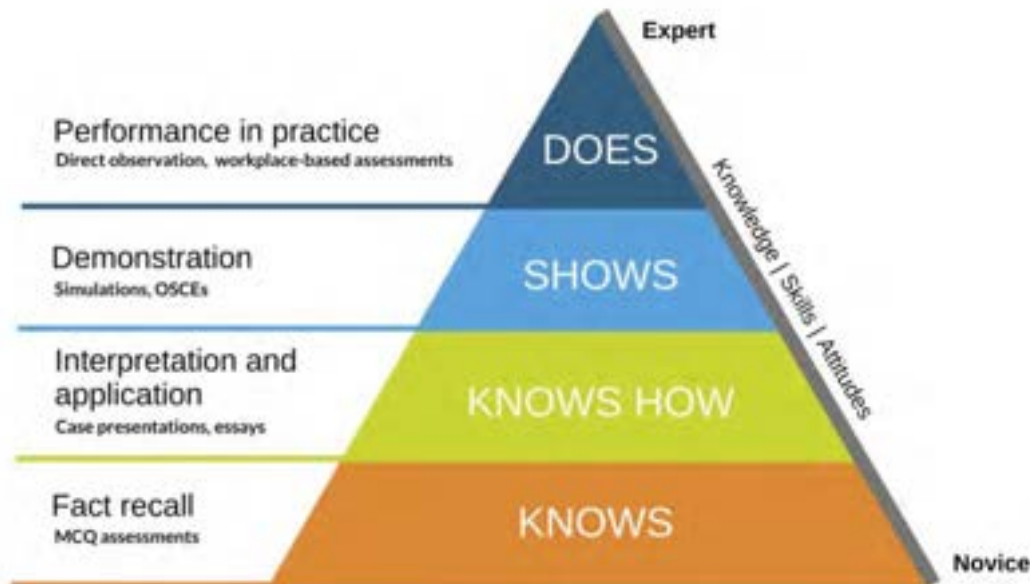 Expert
Performance in practice
Direct observation, workplace-based assessments
DOES
Demonstration
Simulations, OSCEs
SHOWS
Knowledge | Skills | Attitudes
Interpretation and
application
Case presentations, essays
KNOWS HOW
Fact recall
MCQ assessments
KNOWS
Novice